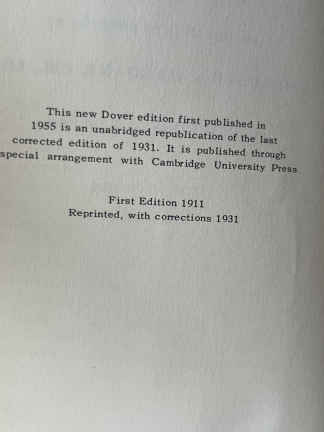 This new Dover edition first published in
1955 is an unabridged republication of the last
corrected edition of 1931. It is published through
special arrangement with Cambridge University Press
First Edition 1911
Reprinted, with corrections 1931